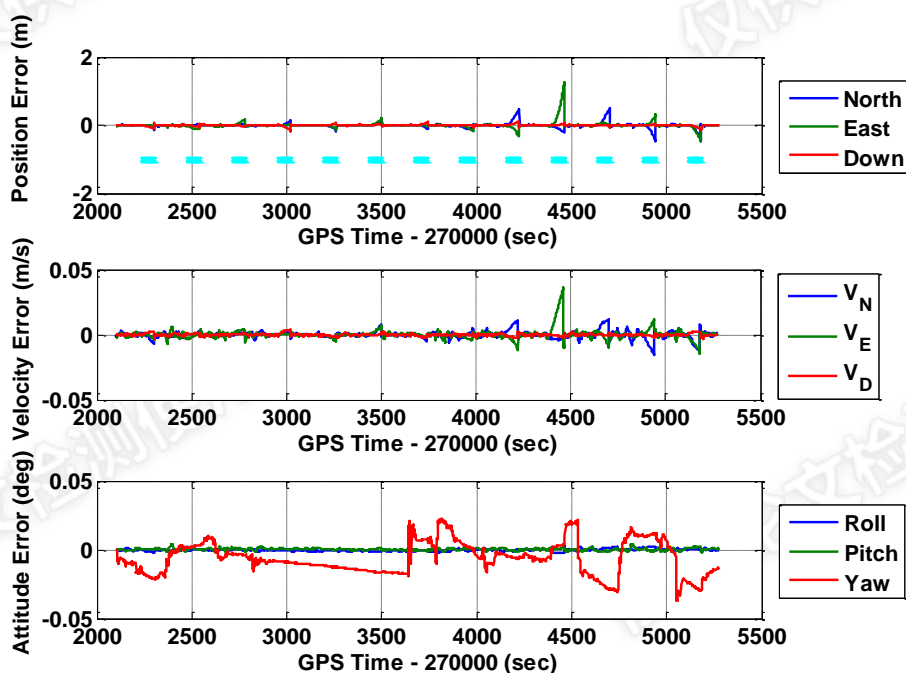 Position Error (m)
2
0
-2
2000 2500 3000 3500 4000 4500 5000 5500
GPS Time - 270000 (sec)
North
East
Down
Velocity Error (m/s)
0.05
0
-0.05
2000 2500 3000 3500 4000 4500 5000 5500
GPS Time - 270000 (sec)
V_N
V_E
V_D
Attitude Error (deg)
0.05
0
-0.05
2000 2500 3000 3500 4000 4500 5000 5500
GPS Time - 270000 (sec)
Roll
Pitch
Yaw